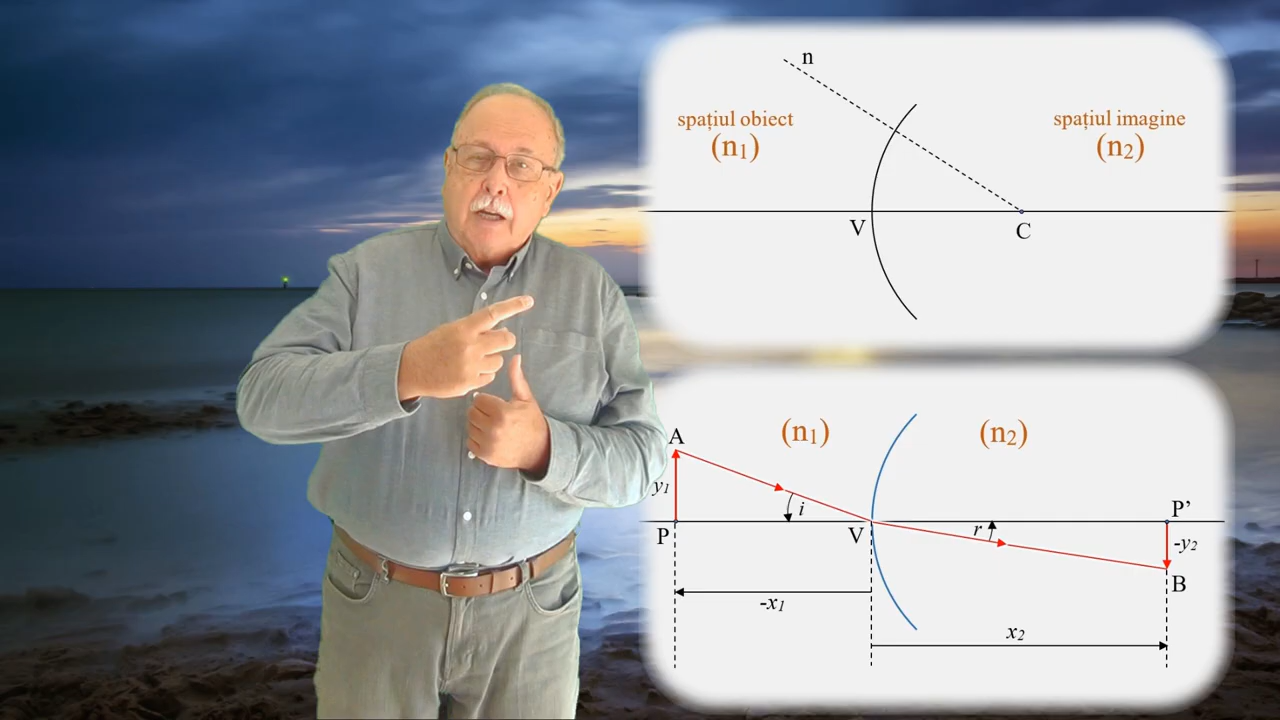 n
spațiul obiect
(n₁)
spațiul imagine
(n₂)
V
C
(n₁)
(n₂)
A
y₁
i
r
P
V
P’
-y₂
B
-x₁
x₂